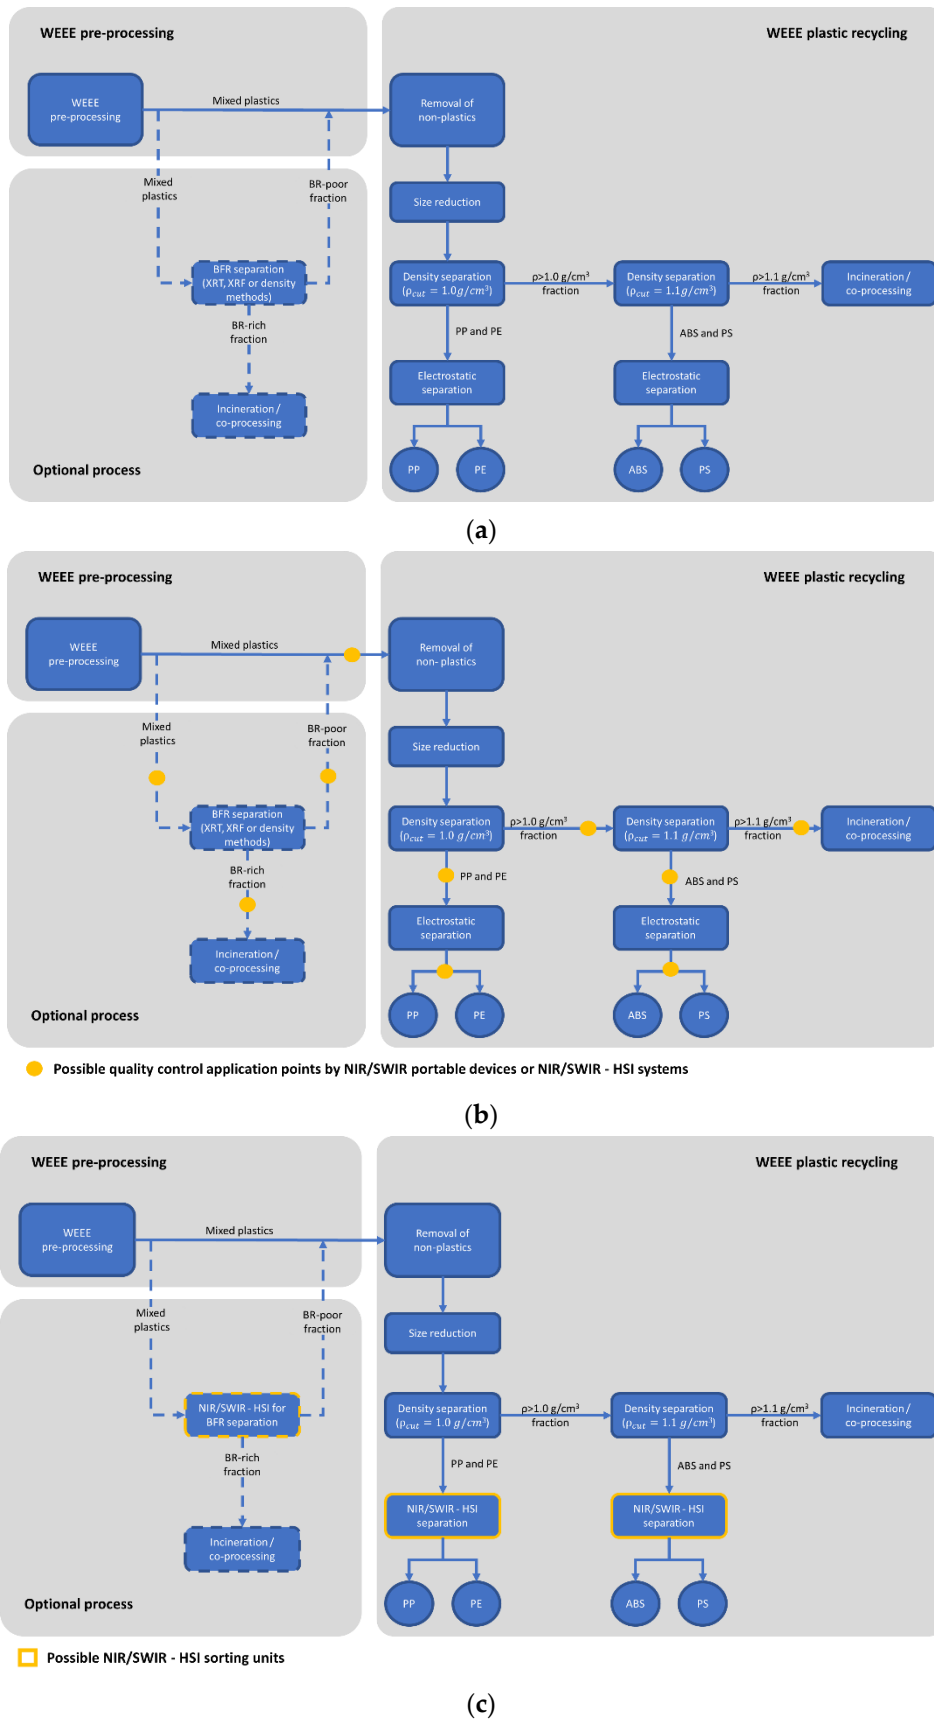 WEEE pre-processing
WEEE plastic recycling
WEEE
pre-processing
Mixed plastics
Removal of
non-plastics
Mixed
plastics
BR-poor
fraction
Size reduction
BFR separation
(XRT, XRF or density
methods)
Density separation
(ρcut = 1.0g/cm³)
ρ>1.0 g/cm³
fraction
Density separation
(ρcut = 1.1g/cm³)
ρ>1.1 g/cm³
fraction
Incineration /
co-processing
BR-rich
fraction
PP and PE
ABS and PS
Electrostatic
separation
Electrostatic
separation
Incineration /
co-processing
Optional process
PP
PE
ABS
PS
(a)
WEEE pre-processing
WEEE plastic recycling
WEEE
pre-processing
Mixed plastics
Removal of
non- plastics
Mixed
plastics
BR-poor
fraction
Size reduction
BFR separation
(XRT, XRF or density
methods)
Density separation
(ρcut = 1.0 g/cm³)
ρ>1.0 g/cm³
fraction
Density separation
(ρcut = 1.1 g/cm³)
ρ>1.1 g/cm³
fraction
Incineration /
co-processing
BR-rich
fraction
PP and PE
ABS and PS
Electrostatic
separation
Electrostatic
separation
Incineration /
co-processing
Optional process
PP
PE
ABS
PS
Possible quality control application points by NIR/SWIR portable devices or NIR/SWIR - HSI systems
(b)
WEEE pre-processing
WEEE plastic recycling
WEEE
pre-processing
Mixed plastics
Removal of
non-plastics
Mixed
plastics
BR-poor
fraction
Size reduction
NIR/SWIR - HSI for
BFR separation
Density separation
(ρcut = 1.0 g/cm³)
ρ>1.0 g/cm³
fraction
Density separation
(ρcut = 1.1 g/cm³)
ρ>1.1 g/cm³
fraction
Incineration /
co-processing
BR-rich
fraction
PP and PE
ABS and PS
NIR/SWIR - HSI
separation
NIR/SWIR - HSI
separation
Incineration /
co-processing
Optional process
PP
PE
ABS
PS
Possible NIR/SWIR - HSI sorting units
(c)